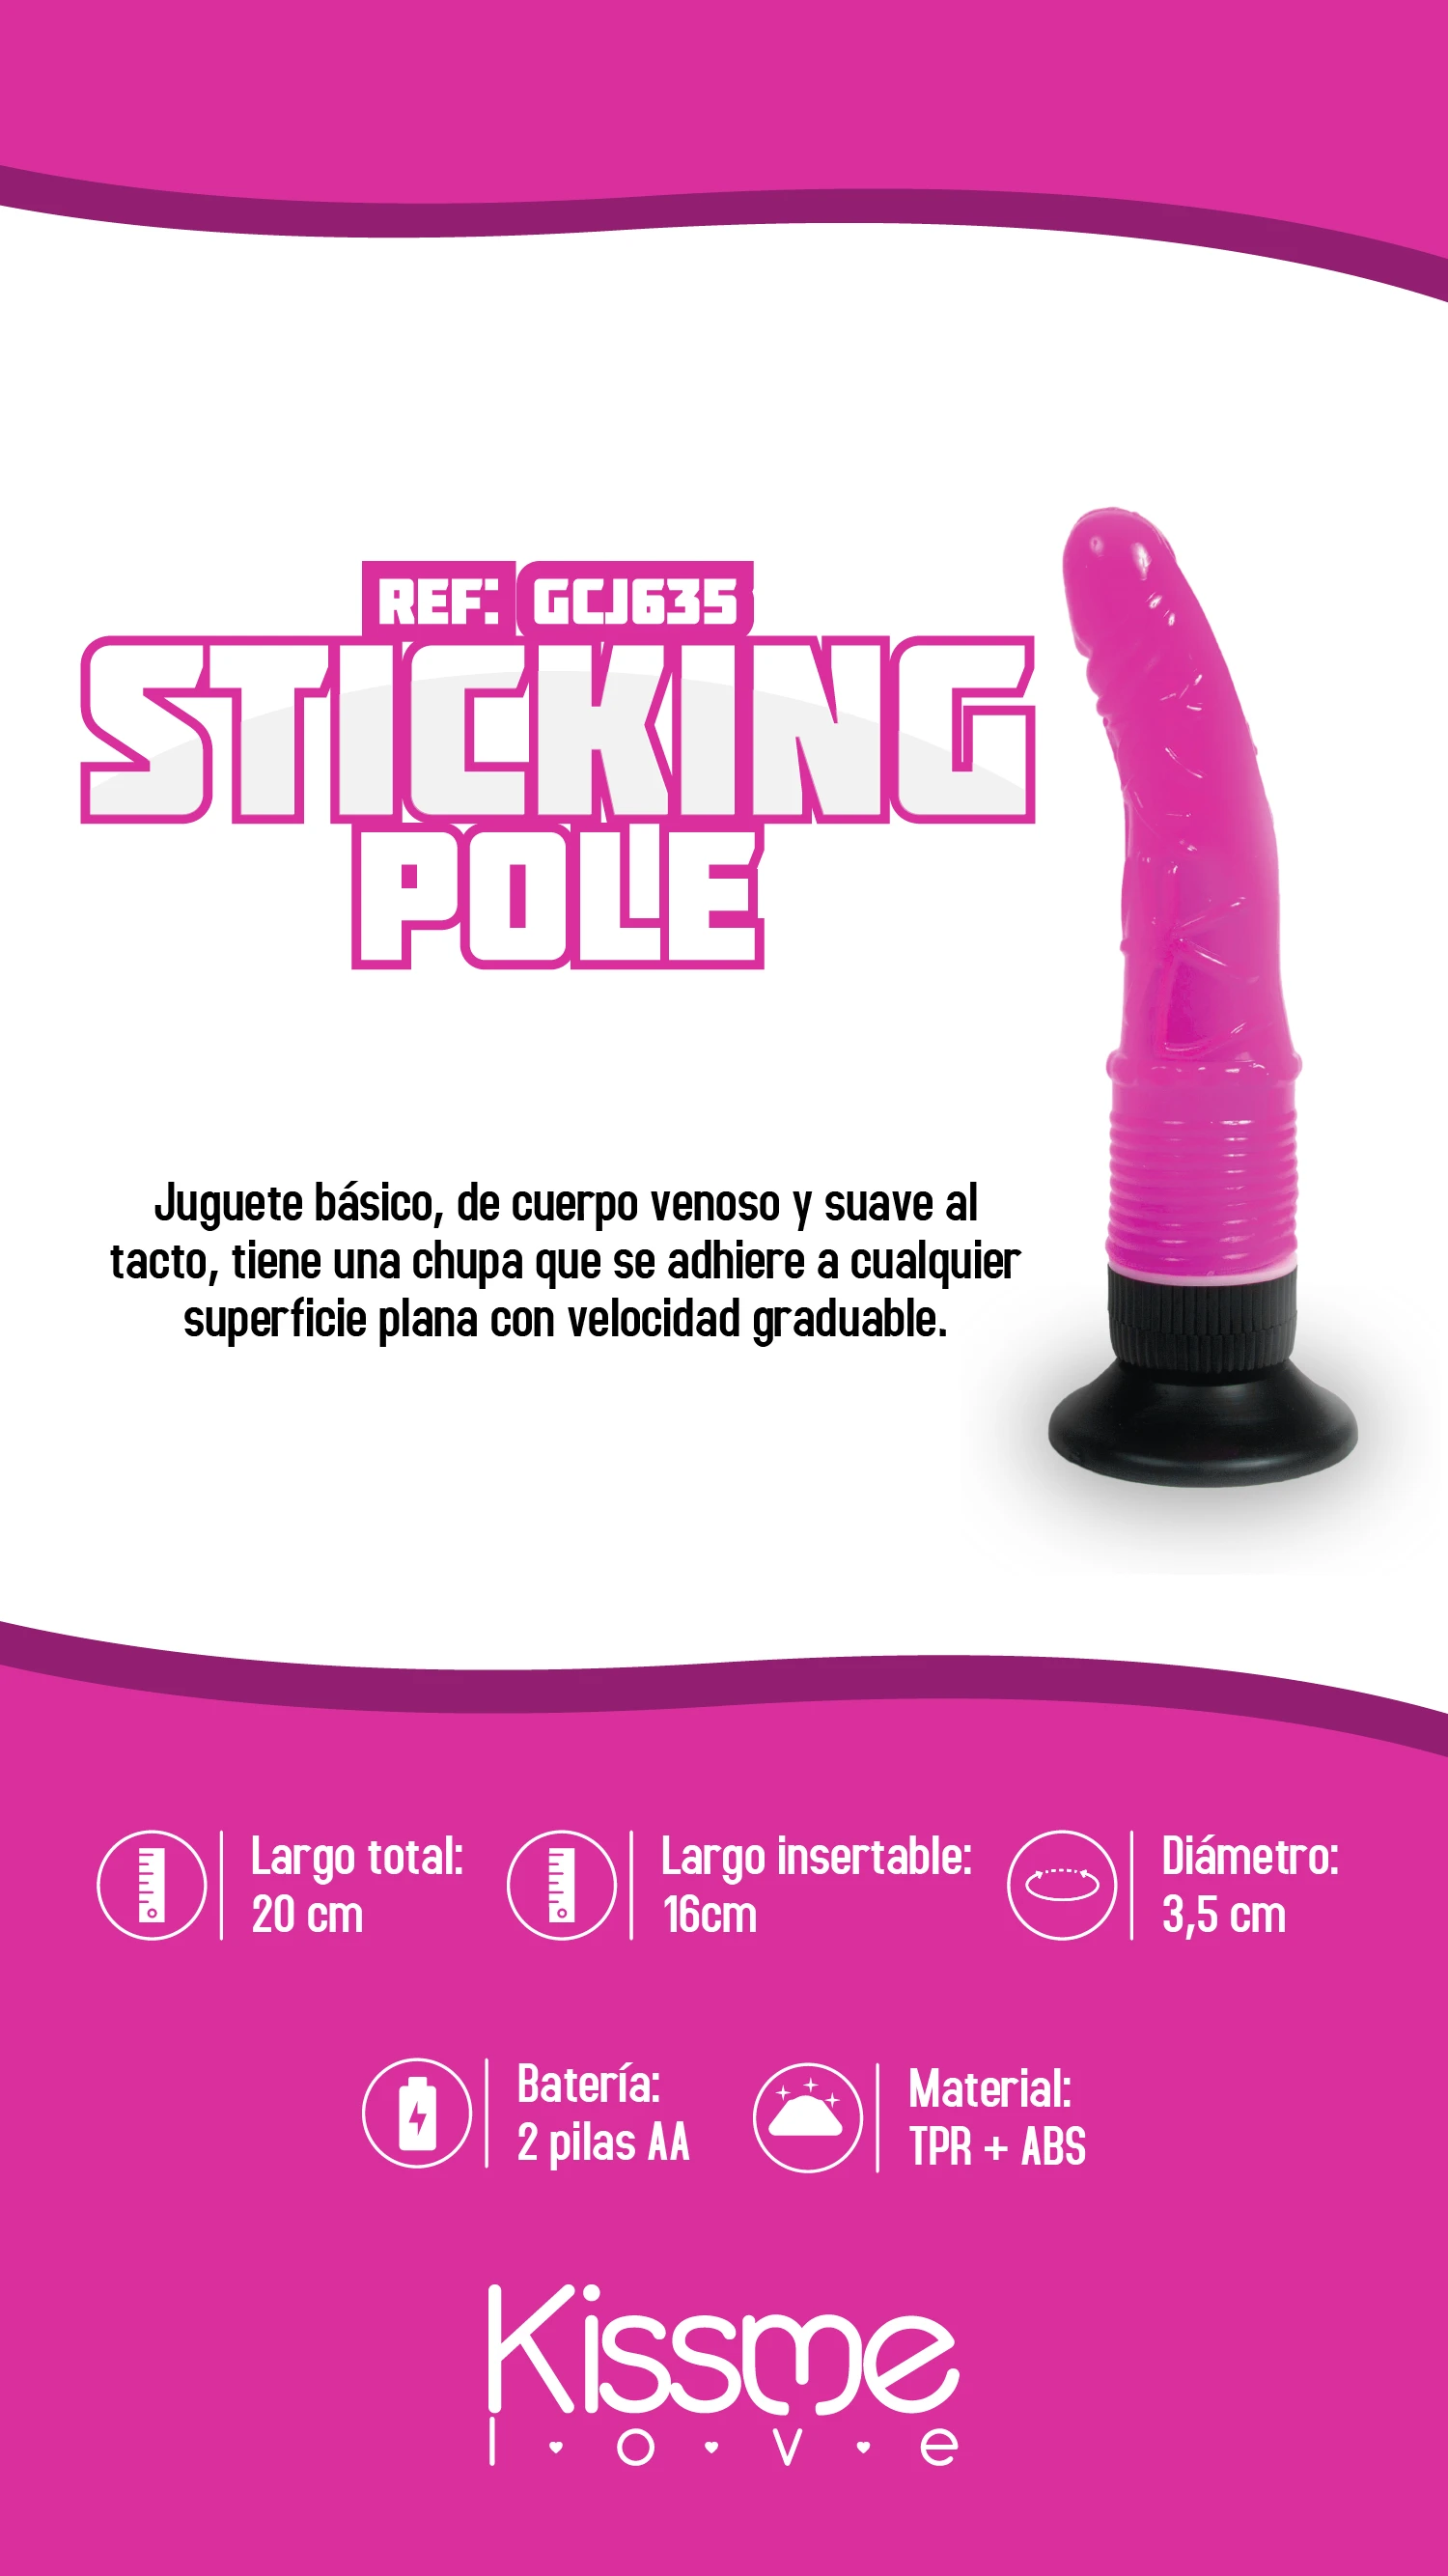 REF: GCJ635
STICKING
POLE
Juguete básico, de cuerpo venoso y suave al
tacto, tiene una chupa que se adhiere a cualquier
superficie plana con velocidad graduable.
Largo total:
20 cm
Largo insertable:
16cm
Diámetro:
3,5 cm
Batería:
2 pilas AA
Material:
TPR + ABS
Kissme
love